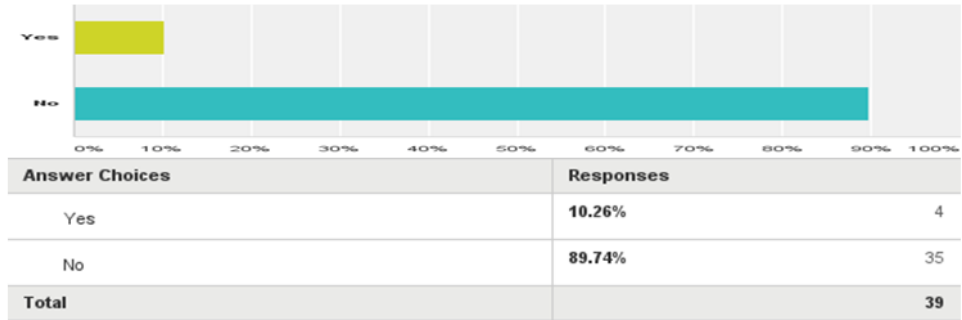 Yes
No
0% 10% 20% 30% 40% 50% 60% 70% 80% 90% 100%
Answer Choices Responses
Yes 10.26% 4
No 89.74% 35
Total 39